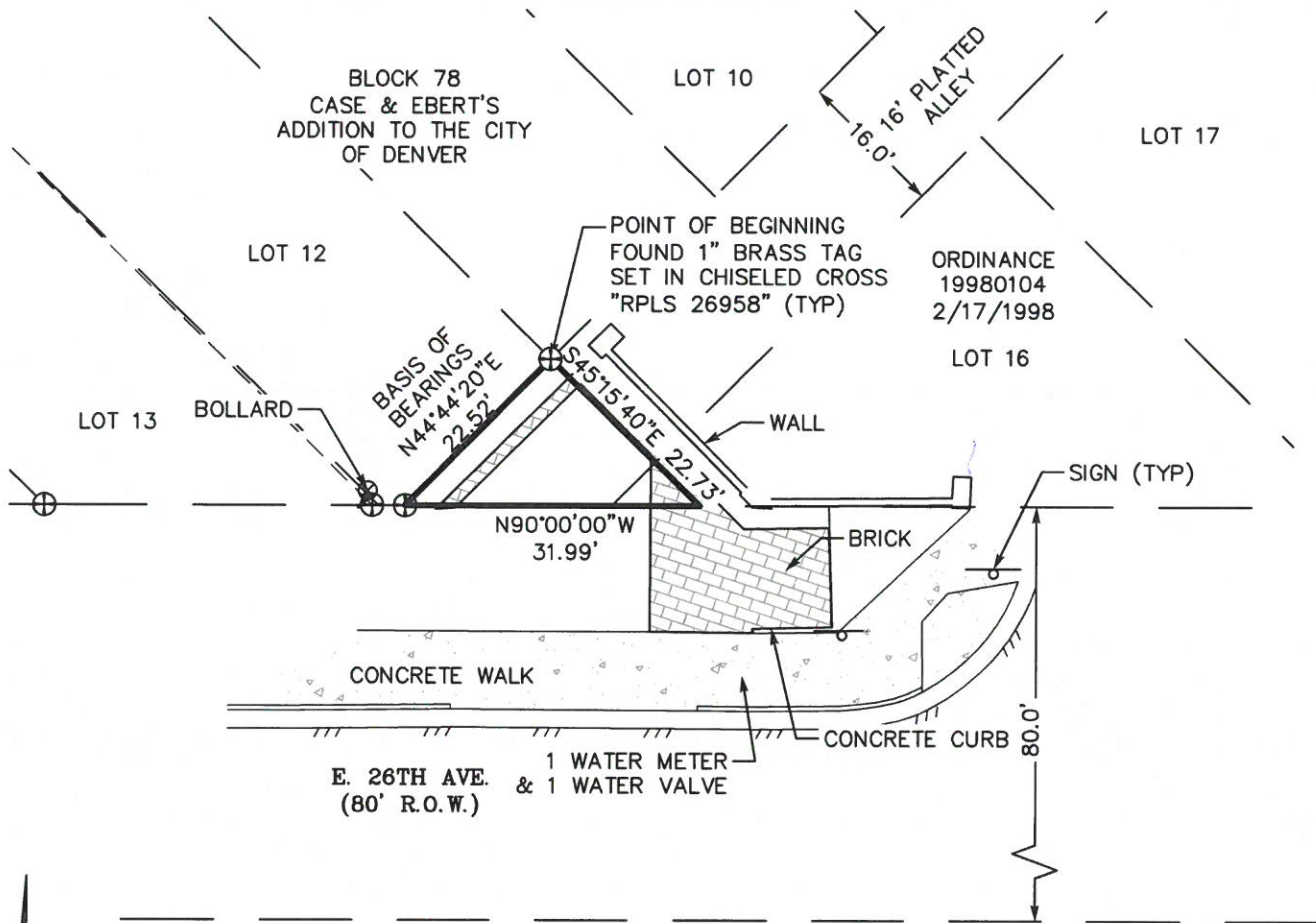 BLOCK 78
CASE & EBERT'S
ADDITION TO THE CITY
OF DENVER
LOT 10
16' PLATTED
ALLEY
16.0'
LOT 17
LOT 12
POINT OF BEGINNING
FOUND 1" BRASS TAG
SET IN CHISELED CROSS
"RPLS 26958" (TYP)
ORDINANCE
19980104
2/17/1998
LOT 16
BASIS OF
BEARINGS
N44°44'20"E
22.52'
S45°15'40"E 22.73'
LOT 13
BOLLARD
WALL
SIGN (TYP)
N90°00'00"W
31.99'
BRICK
CONCRETE WALK
CONCRETE CURB
80.0'
1 WATER METER
& 1 WATER VALVE
E. 26TH AVE.
(80' R.O.W.)